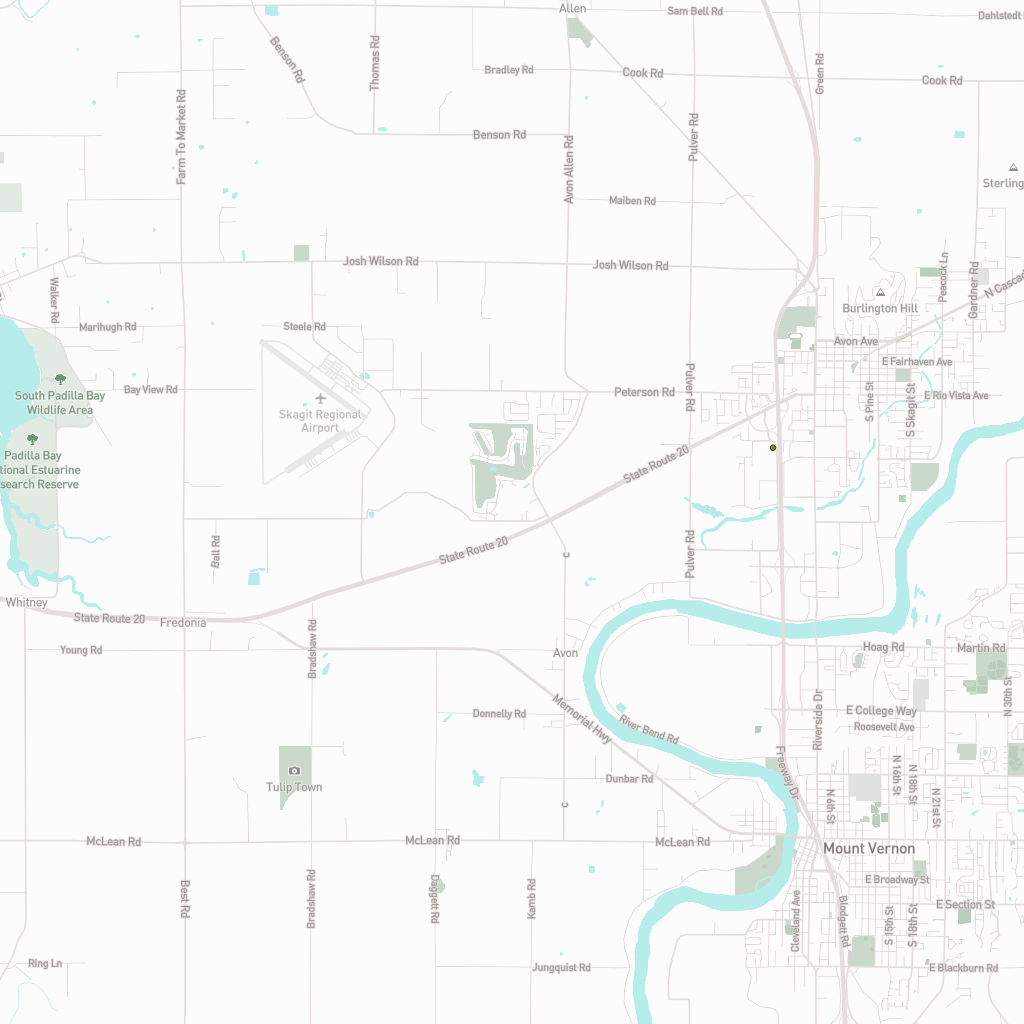 Allen
Sam Bell Rd
Dahlstedt
Benson Rd
Thomas Rd
Bradley Rd
Cook Rd
Green Rd
Cook Rd
Farm To Market Rd
Benson Rd
Avon Allen Rd
Pulver Rd
Sterling
Maiben Rd
Josh Wilson Rd
Josh Wilson Rd
Peacock Ln
Gardner Rd
N Casca
Walker Rd
Marihugh Rd
Steele Rd
Burlington Hill
Avon Ave
E Fairhaven Ave
Bay View Rd
Peterson Rd
Pulver Rd
S Pine St
S Skagit St
E Rio Vista Ave
South Padilla Bay
Wildlife Area
Skagit Regional
Airport
Padilla Bay
tional Estuarine
search Reserve
State Route 20
Ball Rd
State Route 20
C
Pulver Rd
Whitney
State Route 20
Fredonia
Young Rd
Bradshaw Rd
Avon
Hoag Rd
Martin Rd
N 30th St
Donnelly Rd
Memorial Hwy
River Bend Rd
Riverside Dr
E College Way
Roosevelt Ave
Tulip Town
Dunbar Rd
Freeway Dr
N 6th St
N 16th St
N 18th St
N 21st St
C
McLean Rd
McLean Rd
McLean Rd
Mount Vernon
Best Rd
Bradshaw Rd
Daggett Rd
Kamb Rd
E Broadway St
Cleveland Ave
Blodgett Rd
S 15th St
S 18th St
E Section St
Ring Ln
Jungquist Rd
E Blackburn Rd